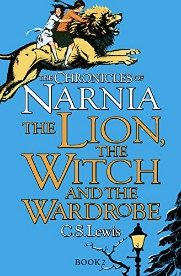 THE CHRONICLES OF
NARNIA
THE LION,
THE
WITCH
AND THE
WARDROBE
C.S. Lewis
BOOK 2